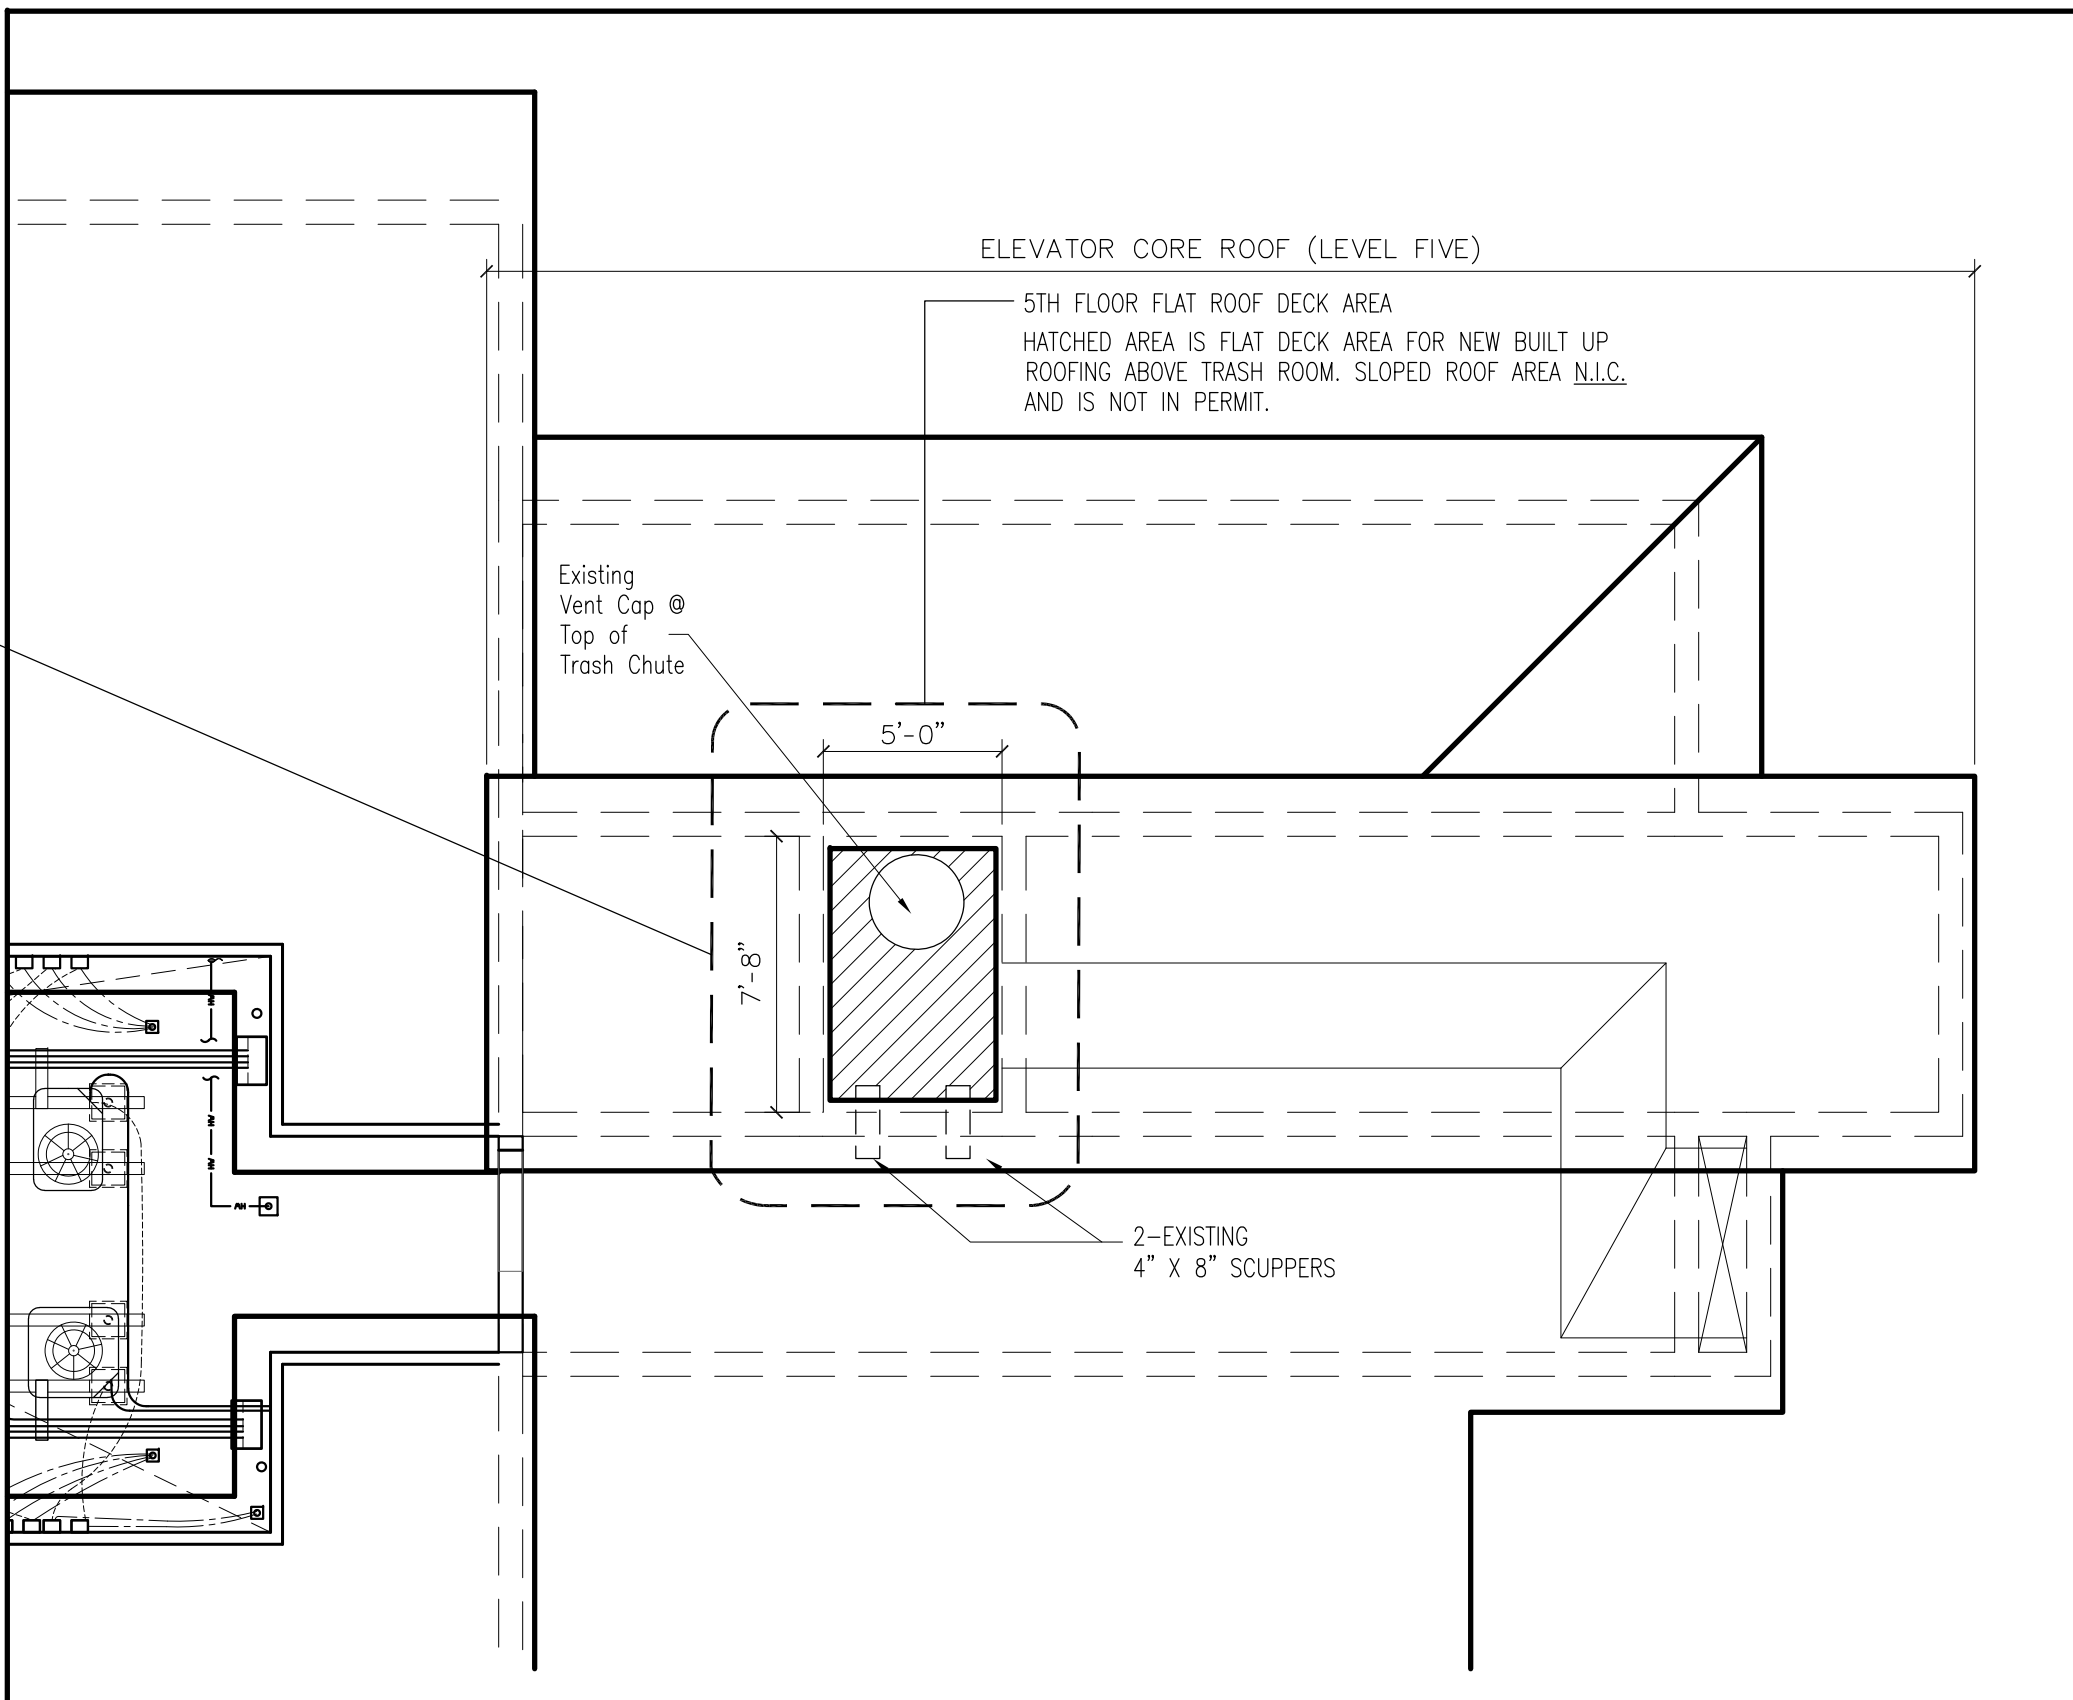 ELEVATOR CORE ROOF (LEVEL FIVE)
5TH FLOOR FLAT ROOF DECK AREA
HATCHED AREA IS FLAT DECK AREA FOR NEW BUILT UP
ROOFING ABOVE TRASH ROOM. SLOPED ROOF AREA N.I.C.
AND IS NOT IN PERMIT.
Existing
Vent Cap @
Top of
Trash Chute
5'-0"
7'-8"
2-EXISTING
4" X 8" SCUPPERS